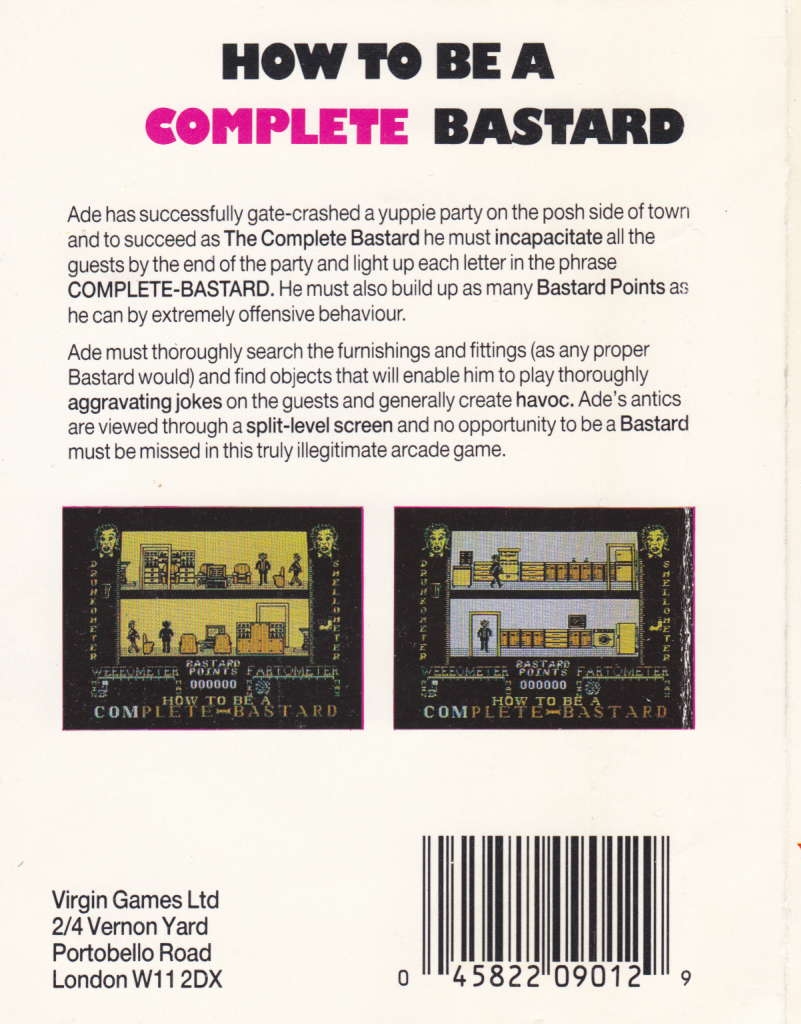 HOW TO BE A
COMPLETE BASTARD
Ade has successfully gate-crashed a yuppie party on the posh side of town
and to succeed as The Complete Bastard he must incapacitate all the
guests by the end of the party and light up each letter in the phrase
COMPLETE-BASTARD. He must also build up as many Bastard Points as
he can by extremely offensive behaviour.
Ade must thoroughly search the furnishings and fittings (as any proper
Bastard would) and find objects that will enable him to play thoroughly
aggravating jokes on the guests and generally create havoc. Ade's antics
are viewed through a split-level screen and no opportunity to be a Bastard
must be missed in this truly illegitimate arcade game.
DRUNKOMETER
SMELLOMETER
WEEEOMETER
BASTARD
POINTS
FARTOMETER
000000
HOW TO BE A
COMPLETE-BASTARD
DRUNKOMETER
SMELLOMETER
WEEEOMETER
BASTARD
POINTS
FARTOMETER
000000
HOW TO BE A
COMPLETE-BASTARD
Virgin Games Ltd
2/4 Vernon Yard
Portobello Road
London W11 2DX
0 45822 09012 9